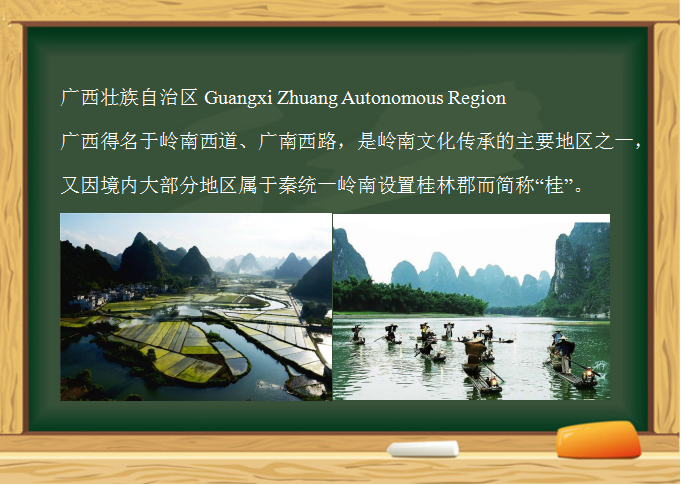 广西壮族自治区 Guangxi Zhuang Autonomous Region
广西得名于岭南西道、广南西路，是岭南文化传承的主要地区之一，
又因境内大部分地区属于秦统一岭南设置桂林郡而简称“桂”。